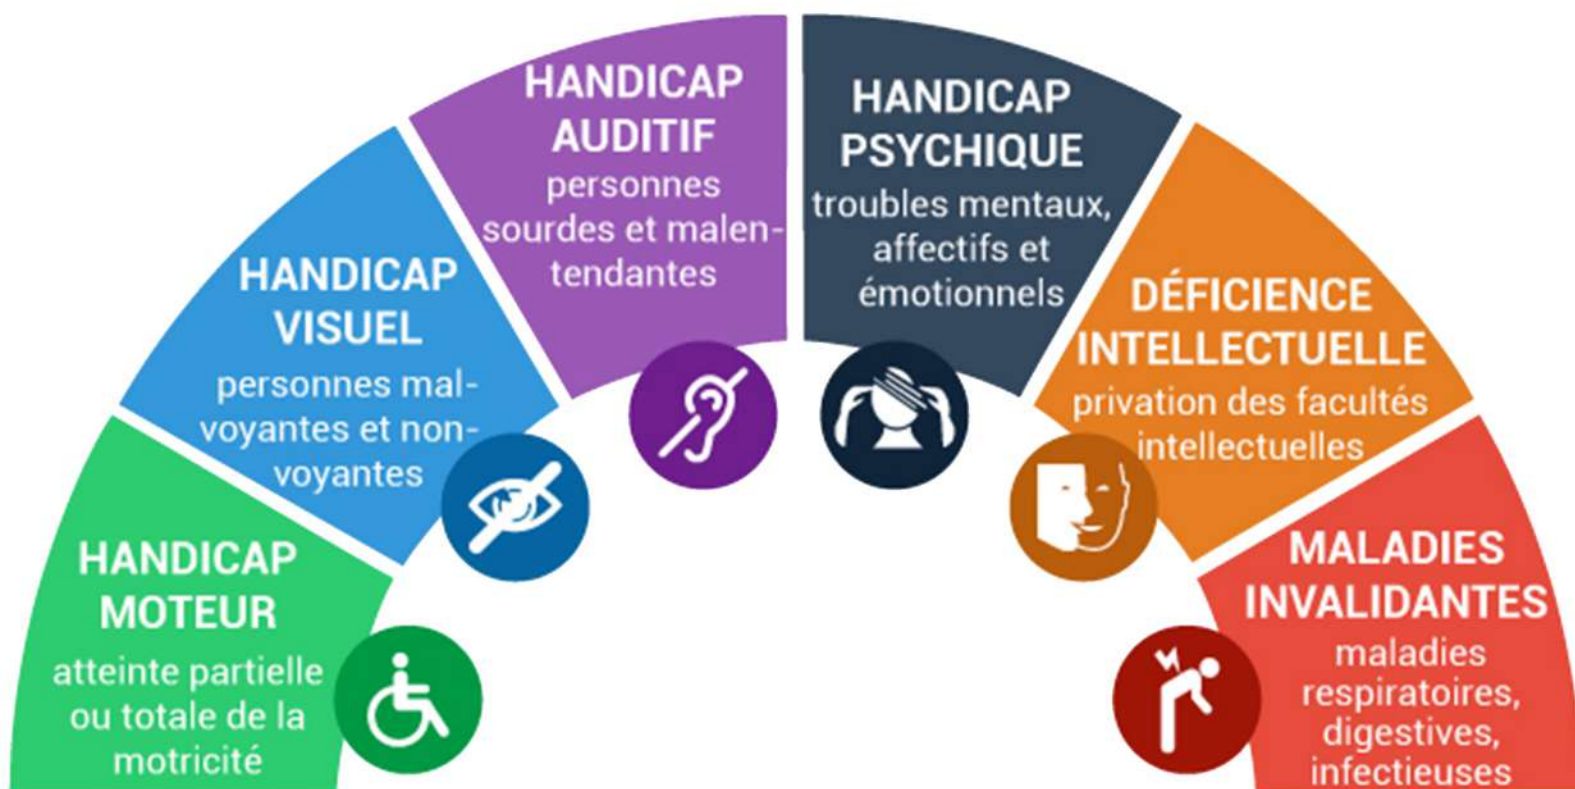 HANDICAP
MOTEUR
atteinte partielle
ou totale de la
motricité
HANDICAP
VISUEL
personnes mal-
voyantes et non-
voyantes
HANDICAP
AUDITIF
personnes
sourdes et malen-
tendantes
HANDICAP
PSYCHIQUE
troubles mentaux,
affectifs et
émotionnels
DÉFICIENCE
INTELLECTUELLE
privation des facultés
intellectuelles
MALADIES
INVALIDANTES
maladies
respiratoires,
digestives,
infectieuses